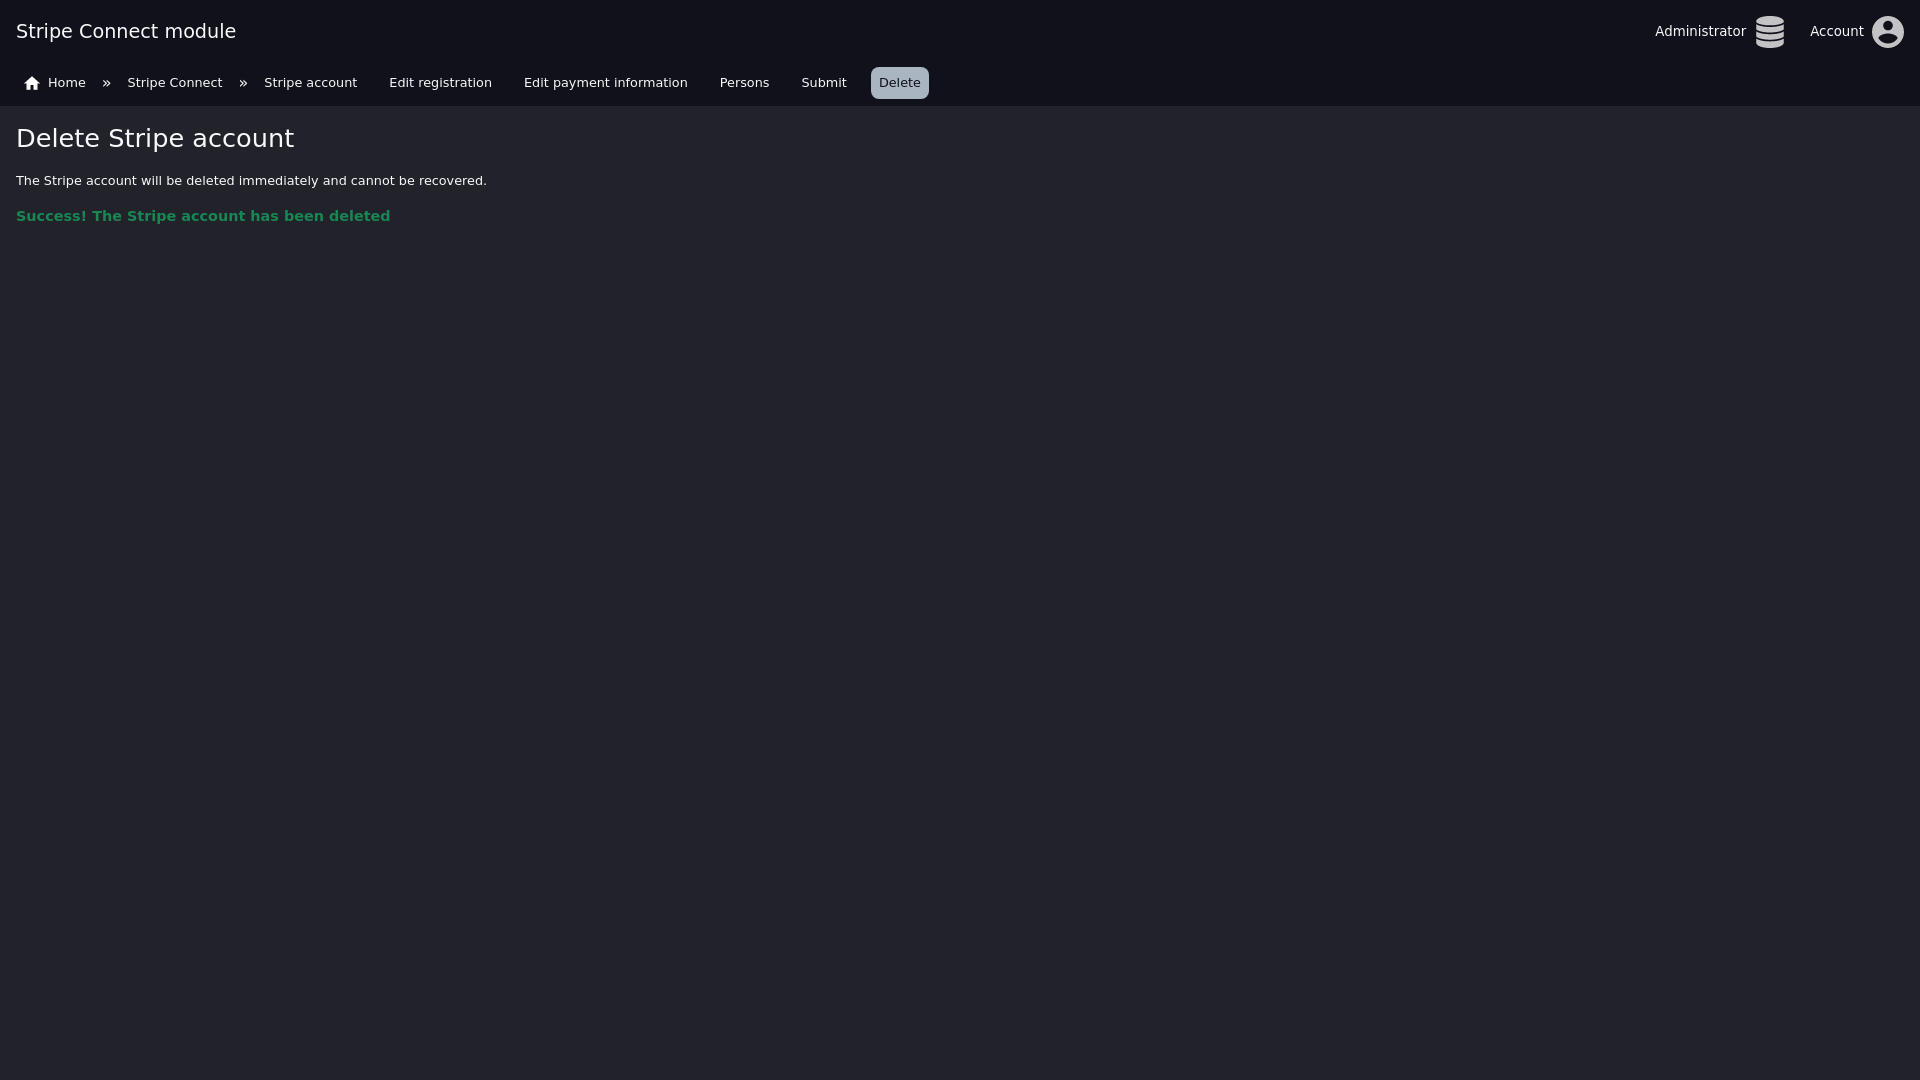 Stripe Connect module
Administrator
Account
Home » Stripe Connect » Stripe account Edit registration Edit payment information Persons Submit Delete
Delete Stripe account
The Stripe account will be deleted immediately and cannot be recovered.
Success! The Stripe account has been deleted